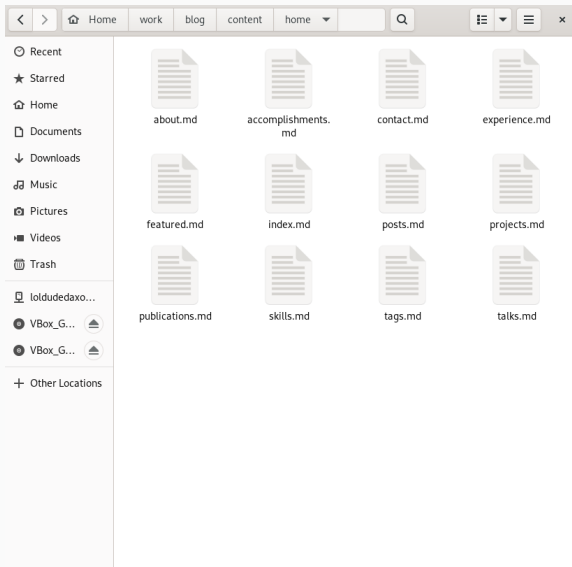 Home work blog content home
Recent
Starred
Home
Documents
Downloads
Music
Pictures
Videos
Trash
loldudedaxo...
VBox_G...
VBox_G...
Other Locations
about.md
accomplishments.
md
contact.md
experience.md
featured.md
index.md
posts.md
projects.md
publications.md
skills.md
tags.md
talks.md